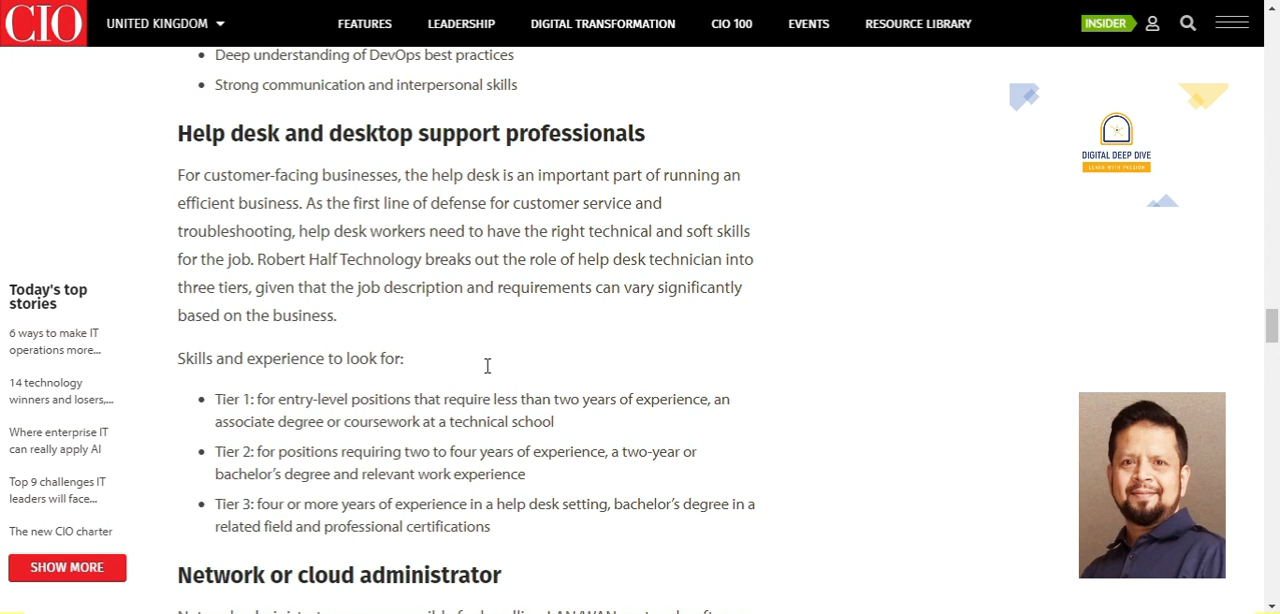 CIO
UNITED KINGDOM
FEATURES
LEADERSHIP
DIGITAL TRANSFORMATION
CIO 100
EVENTS
RESOURCE LIBRARY
INSIDER
Deep understanding of DevOps best practices
Strong communication and interpersonal skills
Help desk and desktop support professionals
For customer-facing businesses, the help desk is an important part of running an
efficient business. As the first line of defense for customer service and
troubleshooting, help desk workers need to have the right technical and soft skills
for the job. Robert Half Technology breaks out the role of help desk technician into
three tiers, given that the job description and requirements can vary significantly
based on the business.
Skills and experience to look for:
Tier 1: for entry-level positions that require less than two years of experience, an
associate degree or coursework at a technical school
Tier 2: for positions requiring two to four years of experience, a two-year or
bachelor's degree and relevant work experience
Tier 3: four or more years of experience in a help desk setting, bachelor's degree in a
related field and professional certifications
Network or cloud administrator
Today's top
stories
6 ways to make IT
operations more...
14 technology
winners and losers,...
Where enterprise IT
can really apply AI
Top 9 challenges IT
leaders will face...
The new CIO charter
SHOW MORE
DIGITAL DEEP DIVE
LEARN WITH PASSION